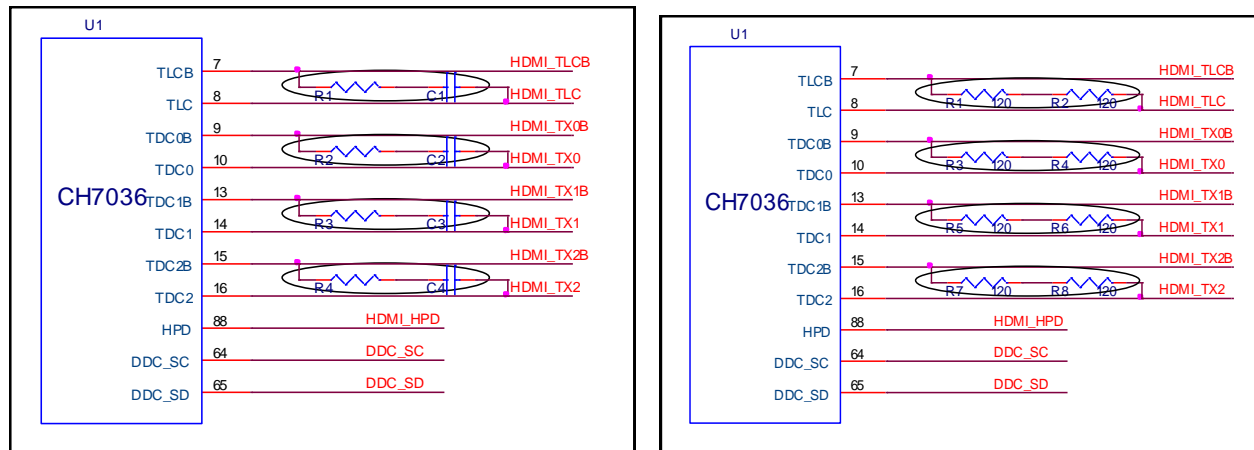 U1
TLCB 7 HDMI_TLCB
R1 C1
TLC 8 HDMI_TLC
TDC0B 9 HDMI_TX0B
R2 C2
TDC0 10 HDMI_TX0
CH7036
TDC1B 13 HDMI_TX1B
R3 C3
TDC1 14 HDMI_TX1
TDC2B 15 HDMI_TX2B
R4 C4
TDC2 16 HDMI_TX2
HPD 88 HDMI_HPD
DDC_SC 64 DDC_SC
DDC_SD 65 DDC_SD
U1
TLCB 7 HDMI_TLCB
R1 120 R2 120
TLC 8 HDMI_TLC
TDC0B 9 HDMI_TX0B
R3 120 R4 120
TDC0 10 HDMI_TX0
CH7036
TDC1B 13 HDMI_TX1B
R5 120 R6 120
TDC1 14 HDMI_TX1
TDC2B 15 HDMI_TX2B
R7 120 R8 120
TDC2 16 HDMI_TX2
HPD 88 HDMI_HPD
DDC_SC 64 DDC_SC
DDC_SD 65 DDC_SD